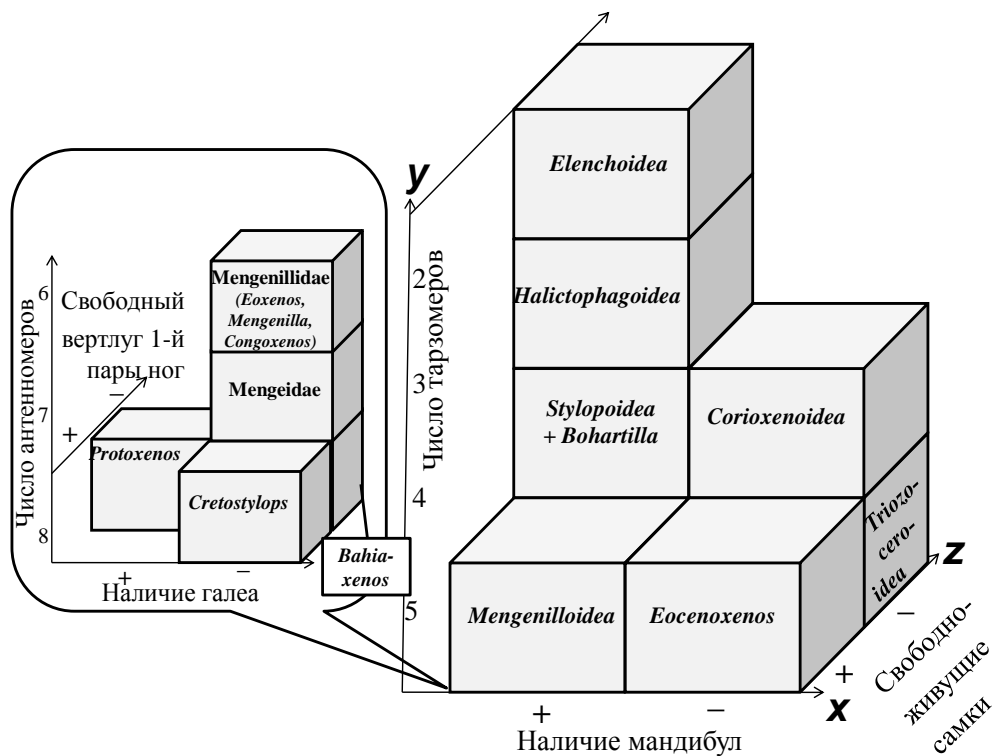 y
Elenchoidea
Halictophagoidea
Stylopoidea
+ Bohartilla
Corioxenoidea
Triozo-
cero-
idea
Mengenilloidea
Eocenoxenos
Число тарзомеров
2
3
4
5
+
–
Наличие мандибул
x
z
+
–
Свободно-
живущие
самки
Число антенномеров
6
7
8
Свободный
вертлуг 1-й
пары ног
–
+
Mengenillidae
(Eoxenos,
Mengenilla,
Congoxenos)
Mengeidae
Protoxenos
Cretostylops
Bahia-
xenos
+
–
Наличие галеа